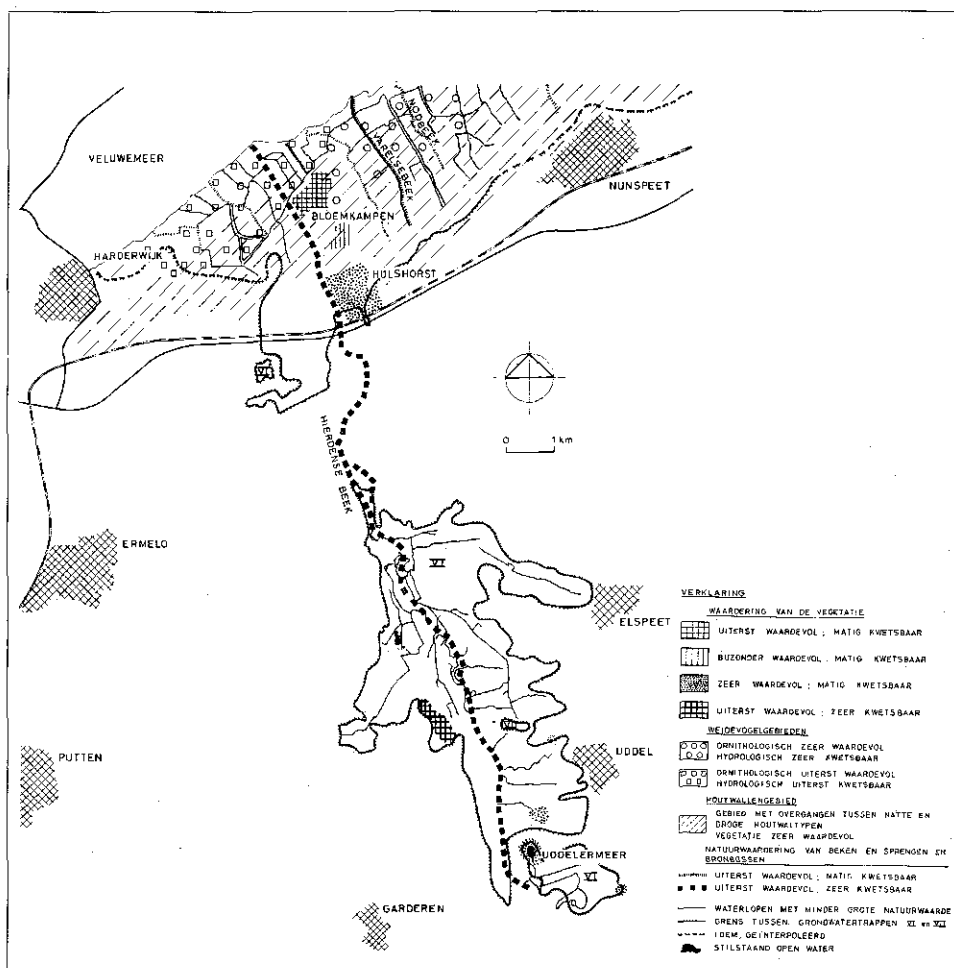 VELUWEMEER
NODBEEK
VARELSEBEEK
NUNSPEET
BLOEMKAMPEN
HARDERWIJK
HULSHORST
VI
0 1 km
HIERDENSE BEEK
ERMELO
VI
ELSPEET
PUTTEN
UDDEL
UDDELERMEER
VI
GARDEREN
VERKLARING
WAARDERING VAN DE VEGETATIE
UITERST WAARDEVOL; MATIG KWETSBAAR
BIJZONDER WAARDEVOL; MATIG KWETSBAAR
ZEER WAARDEVOL; MATIG KWETSBAAR
UITERST WAARDEVOL; ZEER KWETSBAAR
WEIDEVOGELGEBIEDEN
ORNITHOLOGISCH ZEER WAARDEVOL
HYDROLOGISCH ZEER KWETSBAAR
ORNITHOLOGISCH UITERST WAARDEVOL
HYDROLOGISCH UITERST KWETSBAAR
HOUTWALLENGEBIED
GEBIED MET OVERGANGEN TUSSEN NATTE EN
DROGE HOUTWALTYPEN
VEGETATIE ZEER WAARDEVOL
NATUURWAARDERING VAN BEKEN EN SPRENGEN EN
BRONBOSSEN
UITERST WAARDEVOL; MATIG KWETSBAAR
UITERST WAARDEVOL; ZEER KWETSBAAR
WATERLOPEN MET MINDER GROTE NATUURWAARDE
GRENS TUSSEN GRONDWATERTRAPPEN VI en VII
IDEM, GEÏNTERPOLEERD
STILSTAAND OPEN WATER